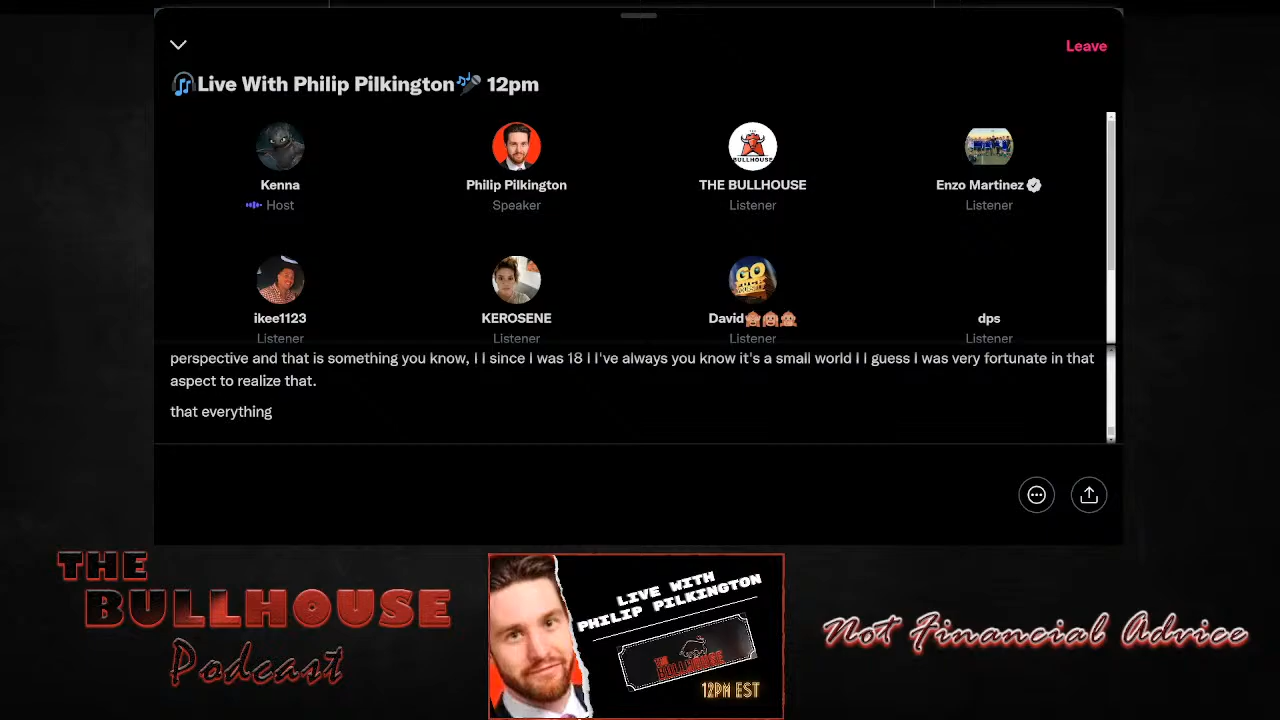 Leave
🎧Live With Philip Pilkington🎤 12pm
Kenna
Host
Philip Pilkington
Speaker
THE BULLHOUSE
Listener
Enzo Martinez
Listener
ikee1123
Listener
KEROSENE
Listener
David🙈🙉🙊
Listener
dps
Listener
perspective and that is something you know, I I since I was 18 I I've always you know it's a small world I I guess I was very fortunate in that
aspect to realize that.
that everything
THE
BULLHOUSE
Podcast
LIVE WITH
PHILIP PILKINGTON
THE
BULLHOUSE
12PM EST
Not Financial Advice